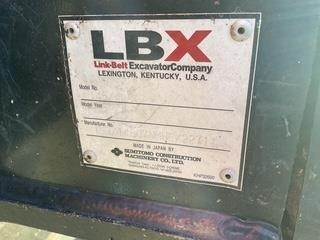 LBX
Link-Belt Excavator Company
LEXINGTON, KENTUCKY, U.S.A.
Model No.
Model Year
Manufacturer No.
MADE IN JAPAN BY
SUMITOMO CONSTRUCTION
MACHINERY CO., LTD.